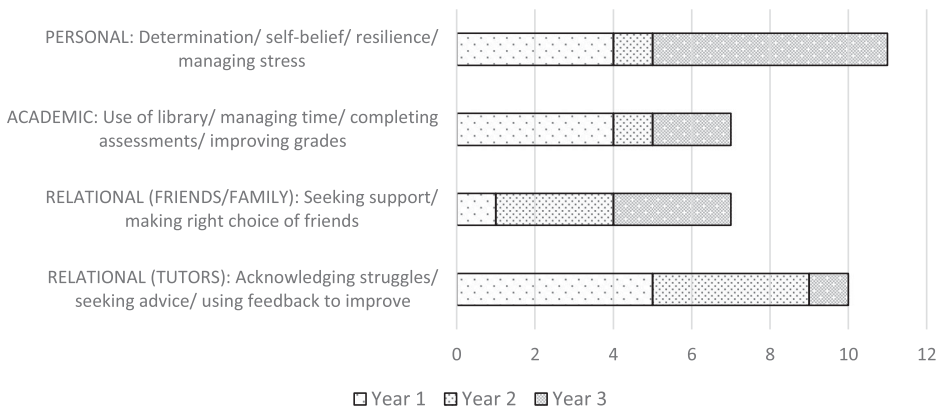 PERSONAL: Determination/ self-belief/ resilience/
managing stress
ACADEMIC: Use of library/ managing time/ completing
assessments/ improving grades
RELATIONAL (FRIENDS/FAMILY): Seeking support/
making right choice of friends
RELATIONAL (TUTORS): Acknowledging struggles/
seeking advice/ using feedback to improve
0 2 4 6 8 10 12
Year 1 Year 2 Year 3